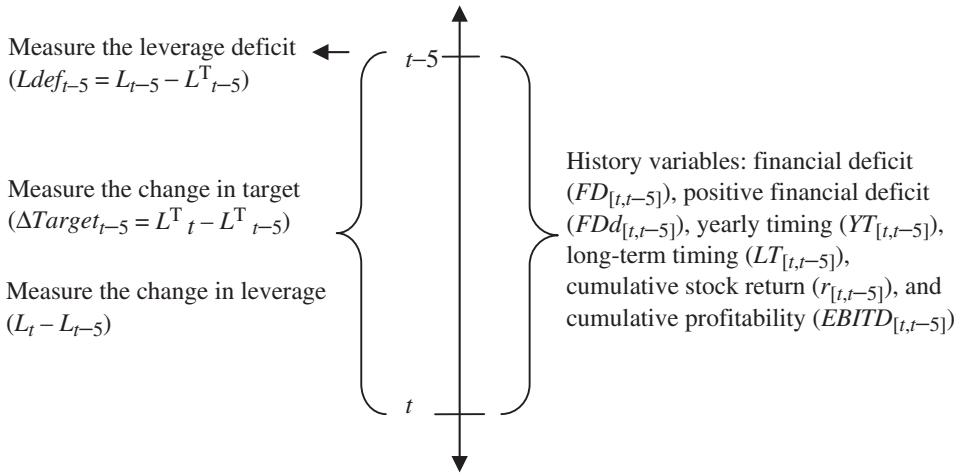 Measure the leverage deficit
(Ldef_{t–5} = L_{t–5} – L^T_{t–5})
t–5
Measure the change in target
(ΔTarget_{t–5} = L^T_t – L^T_{t–5})
Measure the change in leverage
(L_t – L_{t–5})
History variables: financial deficit
(FD_{[t,t–5]}), positive financial deficit
(FDd_{[t,t–5]}), yearly timing (YT_{[t,t–5]}),
long-term timing (LT_{[t,t–5]}),
cumulative stock return (r_{[t,t–5]}), and
cumulative profitability (EBITD_{[t,t–5]})
t